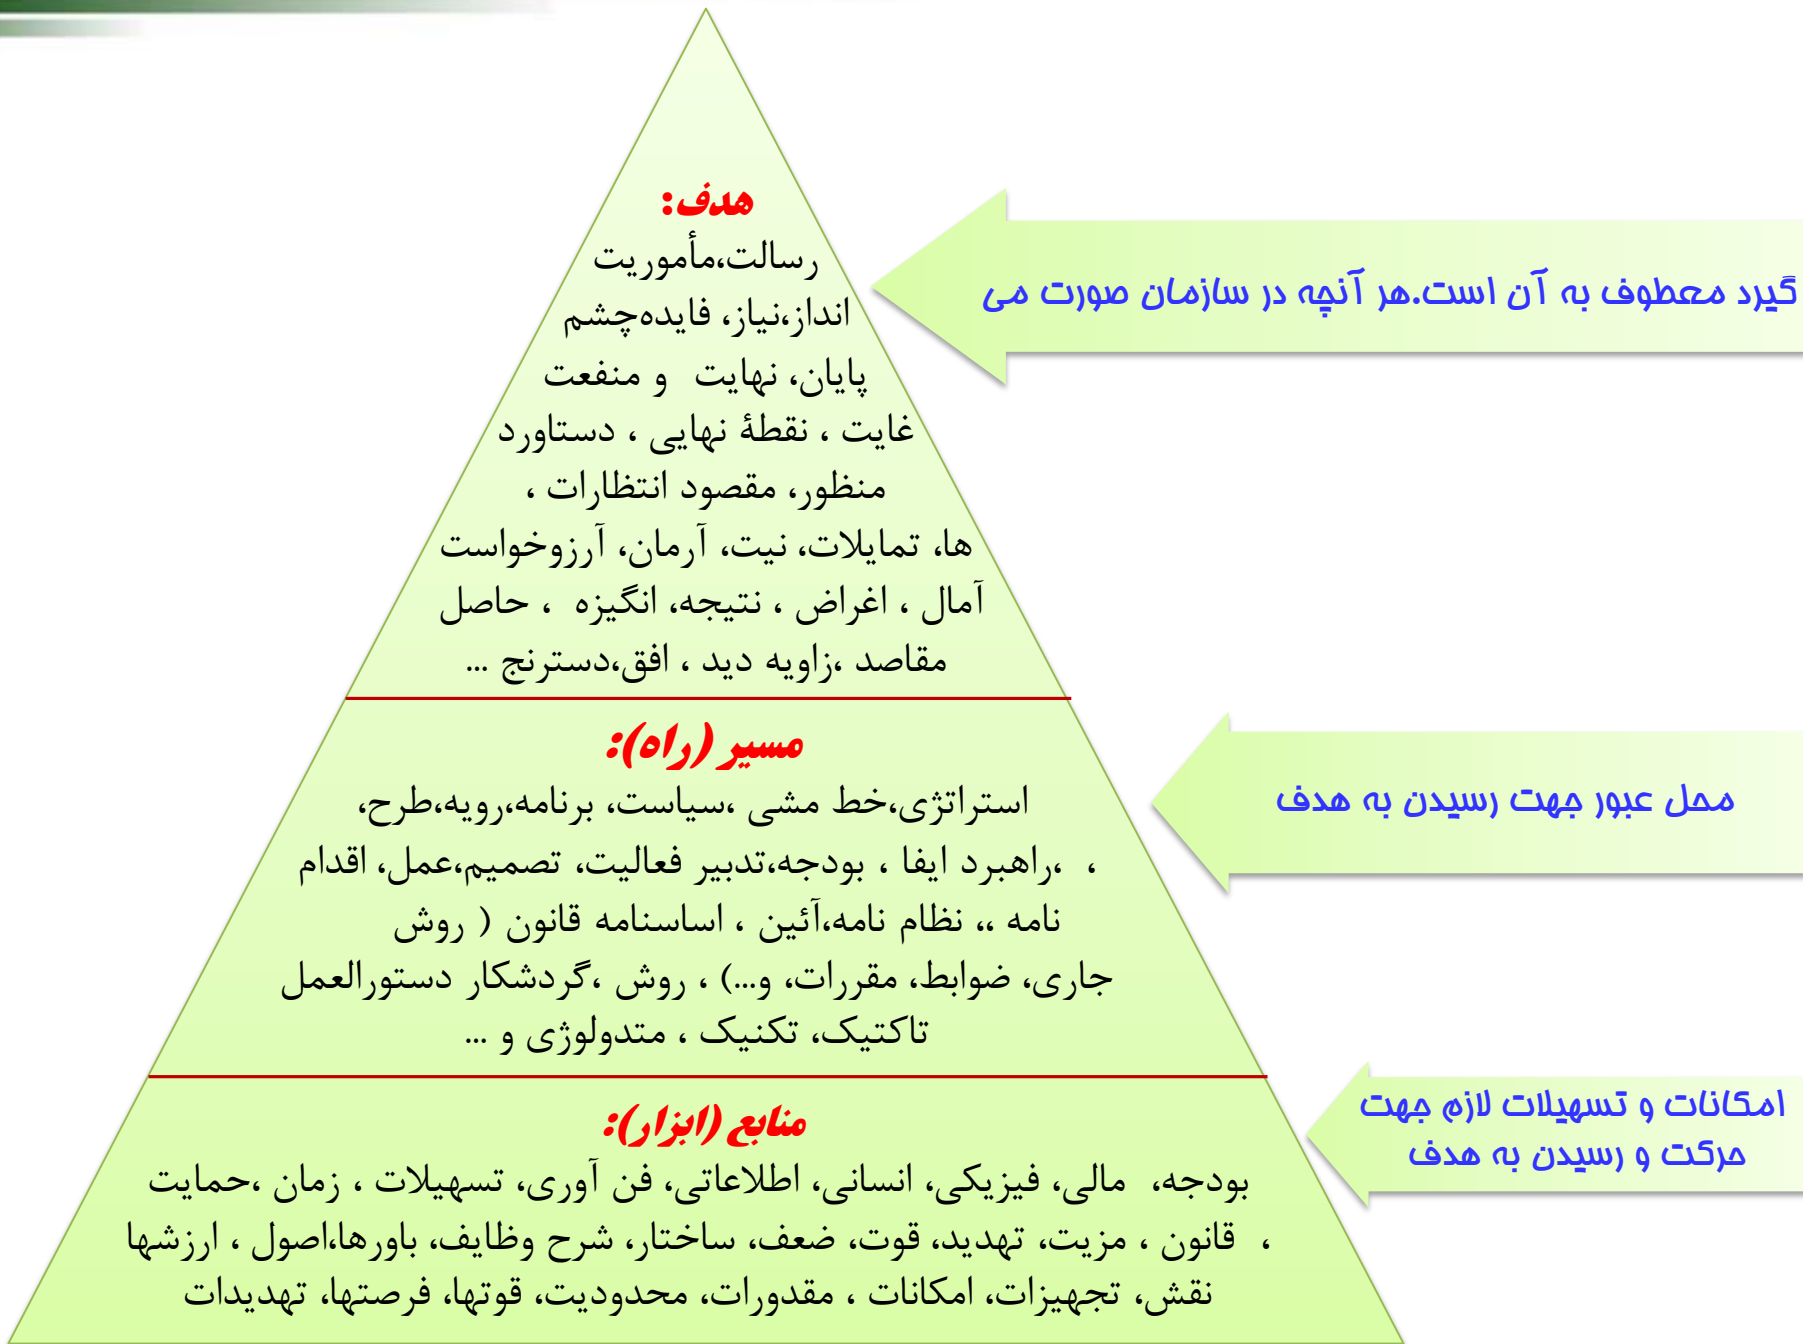 هدف:
رسالت،مأموریت
انداز،نیاز، فایدهچشم
پایان، نهایت و منفعت
غایت ، نقطۀ نهایی ، دستاورد
منظور، مقصود انتظارات ،
ها، تمایلات، نیت، آرمان، آرزوخواست
آمال ، اغراض ، نتیجه، انگیزه ، حاصل
مقاصد ،زاویه دید ، افق،دسترنج ...
گیرد معطوف به آن است.هر آنچه در سازمان صورت می
مسیر (راه):
استراتژی،خط مشی ،سیاست، برنامه،رویه،طرح،
، ،راهبرد ایفا ، بودجه،تدبیر فعالیت، تصمیم،عمل، اقدام
نامه ،، نظام نامه،آئین ، اساسنامه قانون ( روش
جاری، ضوابط، مقررات، و...) ، روش ،گردشکار دستورالعمل
تاکتیک، تکنیک ، متدولوژی و ...
محل عبور جهت رسیدن به هدف
منابع (ابزار):
بودجه، مالی، فیزیکی، انسانی، اطلاعاتی، فن آوری، تسهیلات ، زمان ،حمایت
، قانون ، مزیت، تهدید، قوت، ضعف، ساختار، شرح وظایف، باورها،اصول ، ارزشها
نقش، تجهیزات، امکانات ، مقدورات، محدودیت، قوتها، فرصتها، تهدیدات
امکانات و تسهیلات لازم جهت
حرکت و رسیدن به هدف